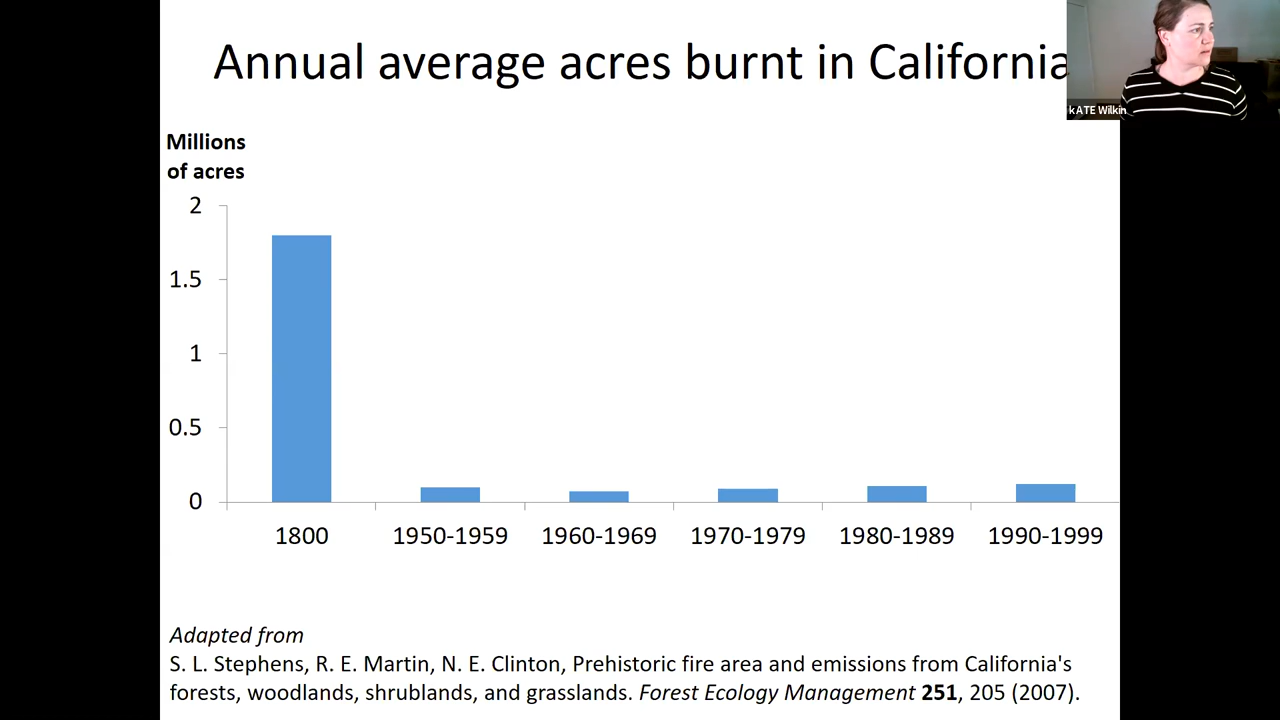 Annual average acres burnt in California
kATE Wilkin
Millions
of acres
2
1.5
1
0.5
0
1800 1950-1959 1960-1969 1970-1979 1980-1989 1990-1999
Adapted from
S. L. Stephens, R. E. Martin, N. E. Clinton, Prehistoric fire area and emissions from California's
forests, woodlands, shrublands, and grasslands. Forest Ecology Management 251, 205 (2007).